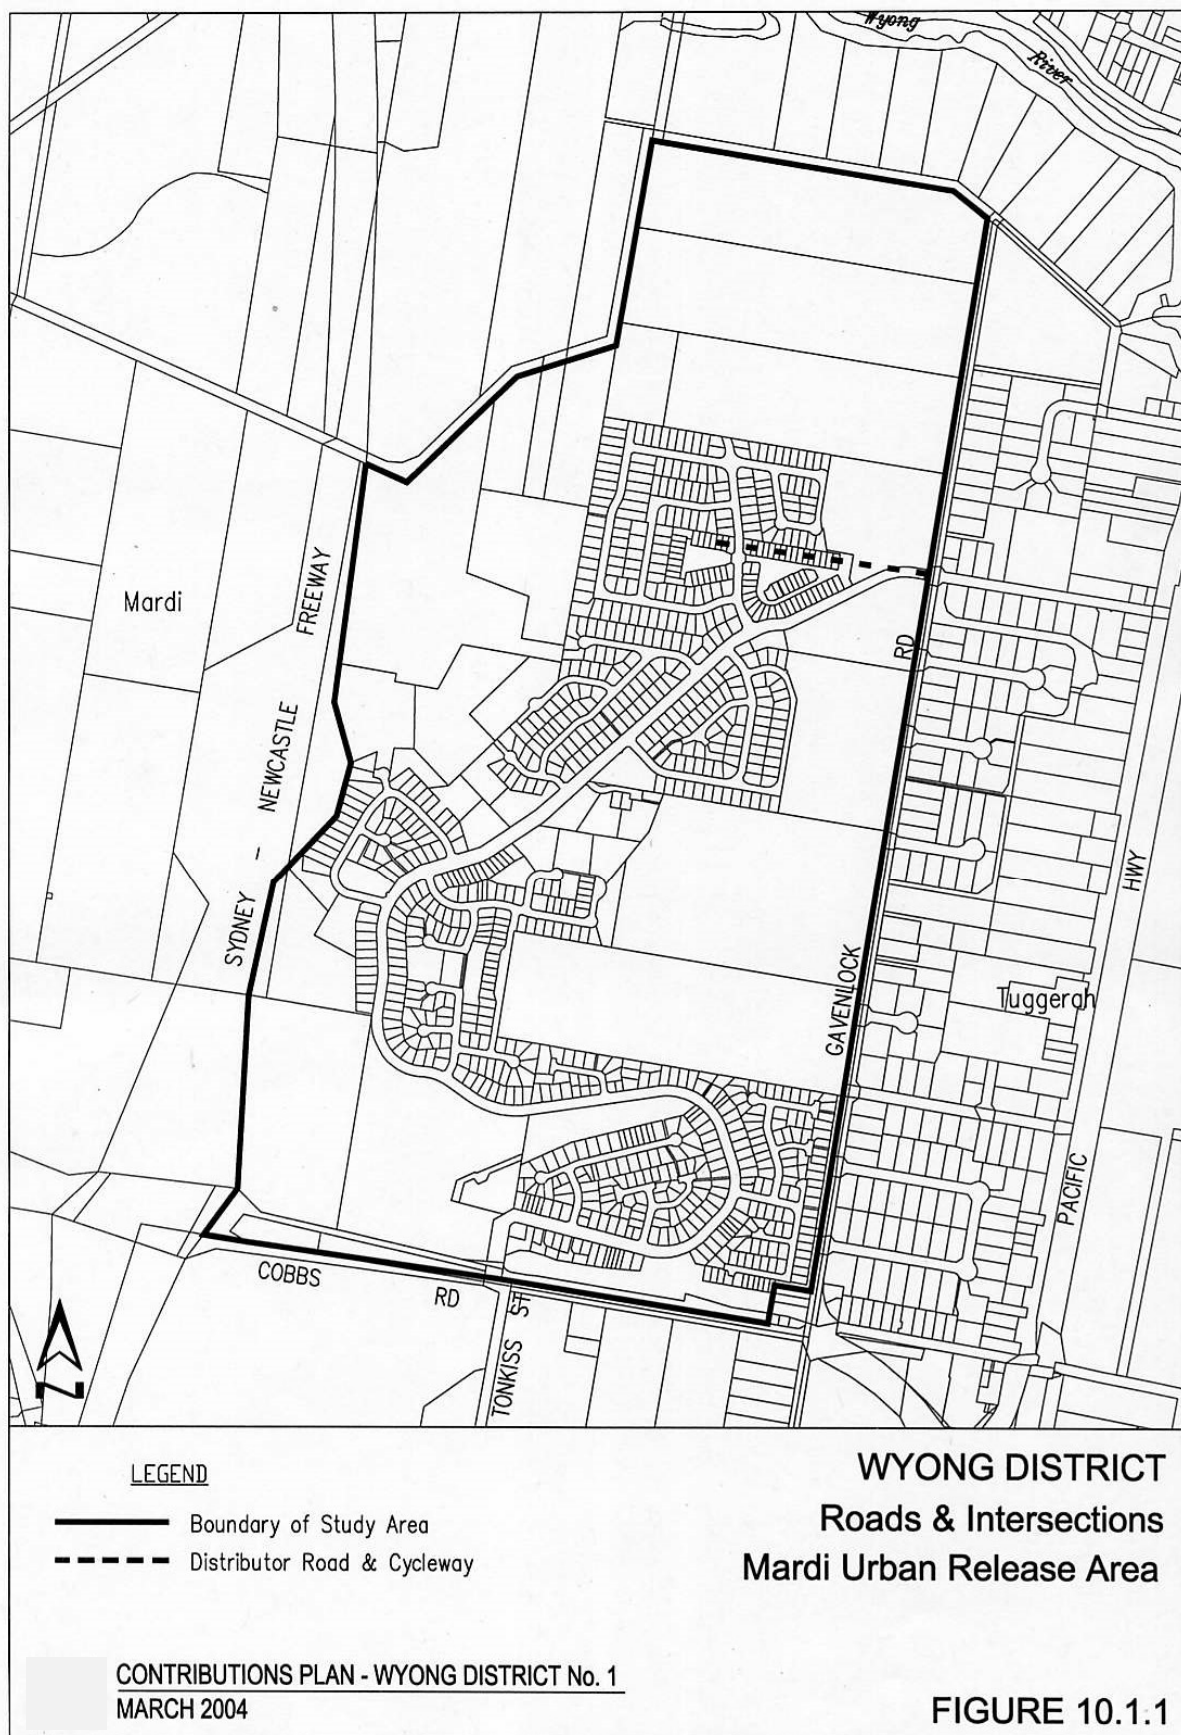 Wyong
River
Mardi
FREEWAY
NEWCASTLE
-
SYDNEY
RD
GAVENLOCK
HWY
PACIFIC
Tuggerah
COBBS
RD
TONKISS ST
N
LEGEND
Boundary of Study Area
Distributor Road & Cycleway
WYONG DISTRICT
Roads & Intersections
Mardi Urban Release Area
CONTRIBUTIONS PLAN - WYONG DISTRICT No. 1
MARCH 2004
FIGURE 10.1.1